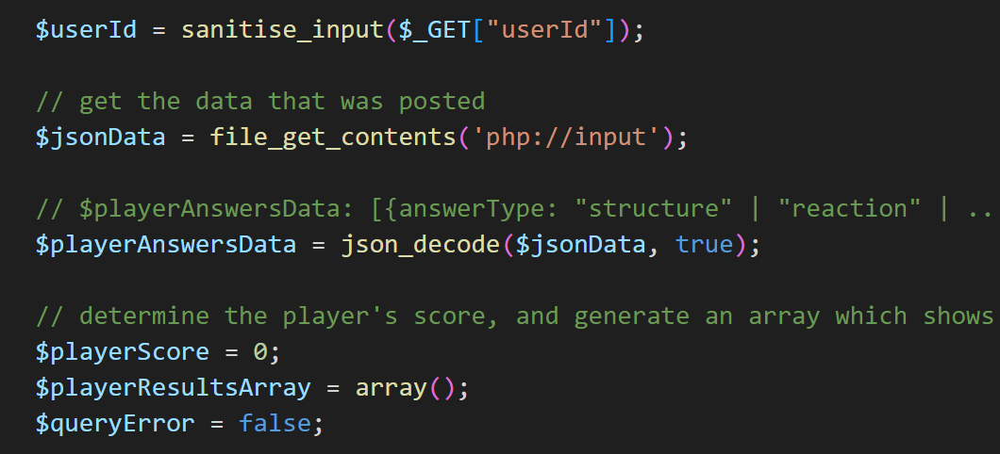 $userId = sanitise_input($_GET["userId"]);
// get the data that was posted
$jsonData = file_get_contents('php://input');
// $playerAnswersData: [{answerType: "structure" | "reaction" | ..
$playerAnswersData = json_decode($jsonData, true);
// determine the player's score, and generate an array which shows
$playerScore = 0;
$playerResultsArray = array();
$queryError = false;